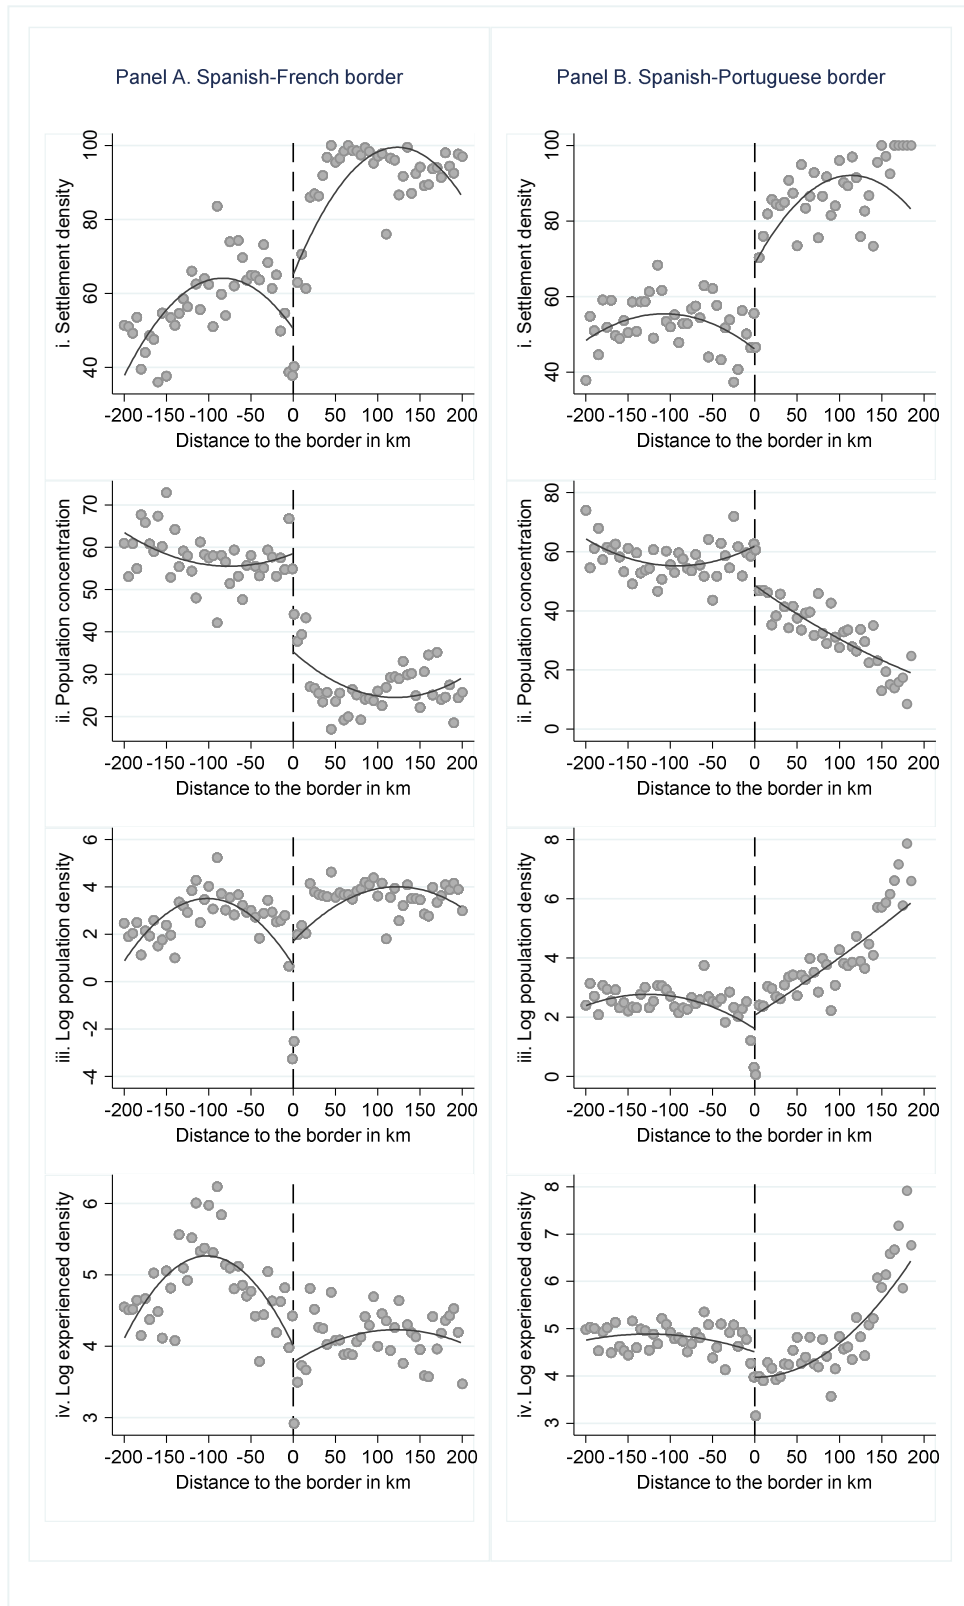 Panel A. Spanish-French border
i. Settlement density
100
80
60
40
-200 -150 -100 -50 0 50 100 150 200
Distance to the border in km
ii. Population concentration
70
60
50
40
30
20
-200 -150 -100 -50 0 50 100 150 200
Distance to the border in km
iii. Log population density
6
4
2
0
-2
-4
-200 -150 -100 -50 0 50 100 150 200
Distance to the border in km
iv. Log experienced density
6
5
4
3
-200 -150 -100 -50 0 50 100 150 200
Distance to the border in km
Panel B. Spanish-Portuguese border
i. Settlement density
100
80
60
40
-200 -150 -100 -50 0 50 100 150 200
Distance to the border in km
ii. Population concentration
80
60
40
20
0
-200 -150 -100 -50 0 50 100 150 200
Distance to the border in km
iii. Log population density
8
6
4
2
0
-200 -150 -100 -50 0 50 100 150 200
Distance to the border in km
iv. Log experienced density
8
7
6
5
4
3
-200 -150 -100 -50 0 50 100 150 200
Distance to the border in km